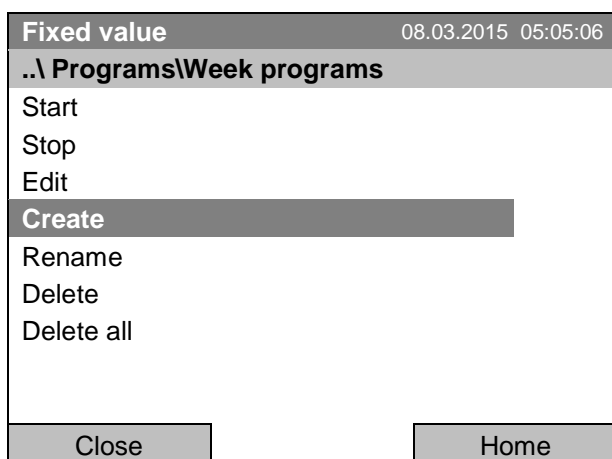 Fixed value 08.03.2015 05:05:06
..\ Programs\Week programs
Start
Stop
Edit
Create
Rename
Delete
Delete all
Close Home